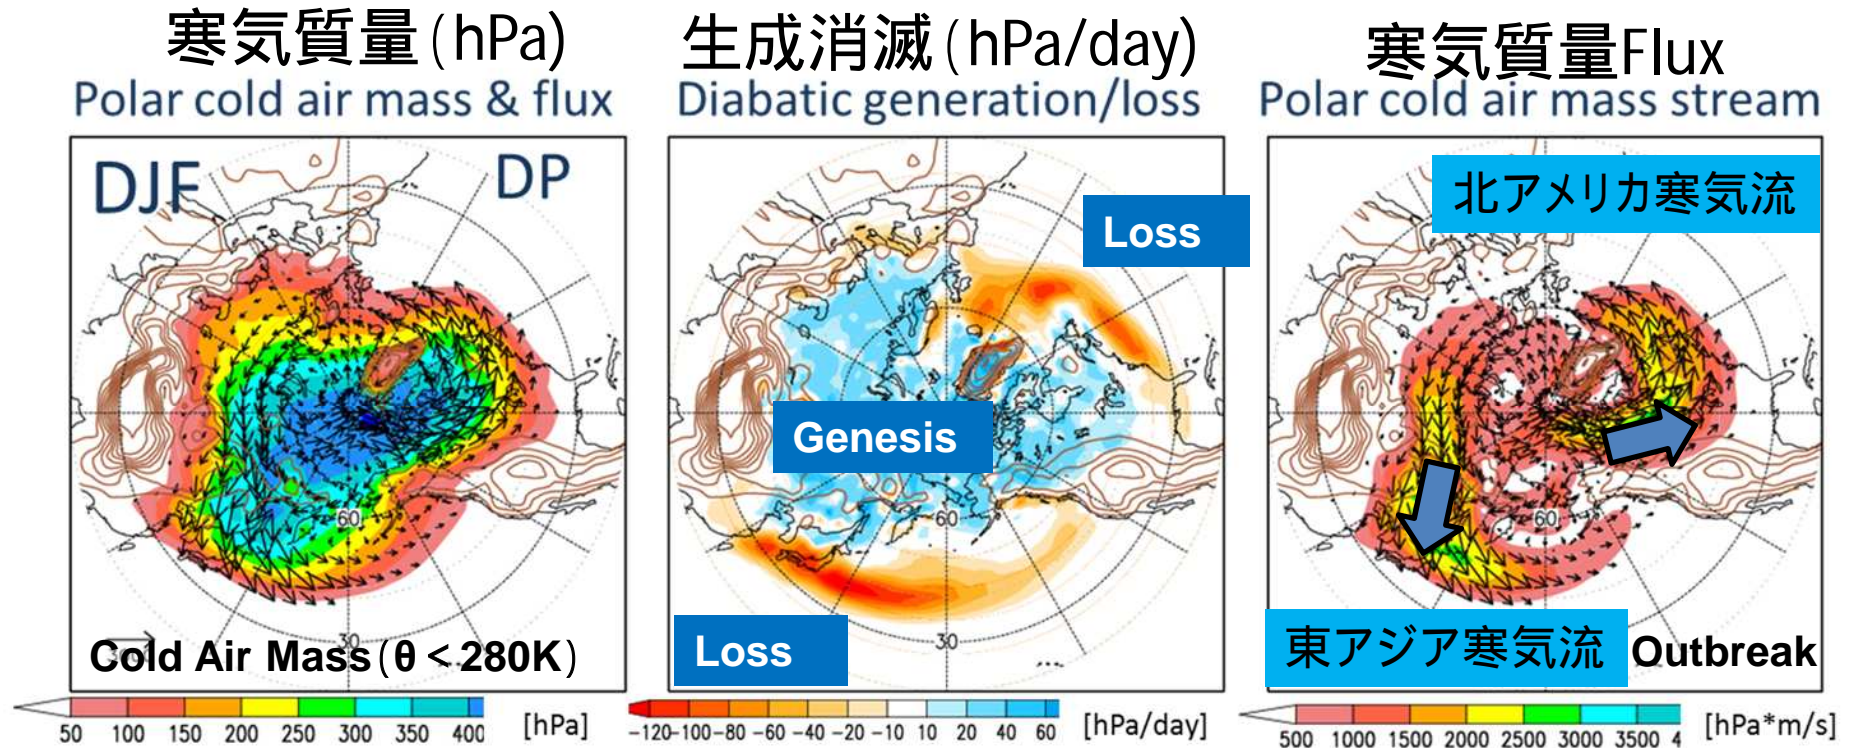 寒気質量(hPa)
Polar cold air mass & flux
DJF
DP
60
30
Cold Air Mass(θ < 280K)
50 100 150 200 250 300 350 400
[hPa]
生成消滅(hPa/day)
Diabatic generation/loss
Loss
Genesis
60
30
Loss
-120-100-80 -60 -40 -20 -10 10 20 40 60
[hPa/day]
寒気質量Flux
Polar cold air mass stream
北アメリカ寒気流
60
東アジア寒気流
Outbreak
500 1000 1500 2000 2500 3000 3500 4
[hPa*m/s]